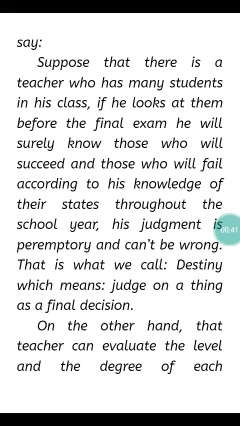 say:
Suppose that there is a
teacher who has many students
in his class, if he looks at them
before the final exam he will
surely know those who will
succeed and those who will fail
according to his knowledge of
their states throughout the
school year, his judgment is
peremptory and can't be wrong.
That is what we call: Destiny
which means: judge on a thing
as a final decision.
On the other hand, that
teacher can evaluate the level
and the degree of each
00:41